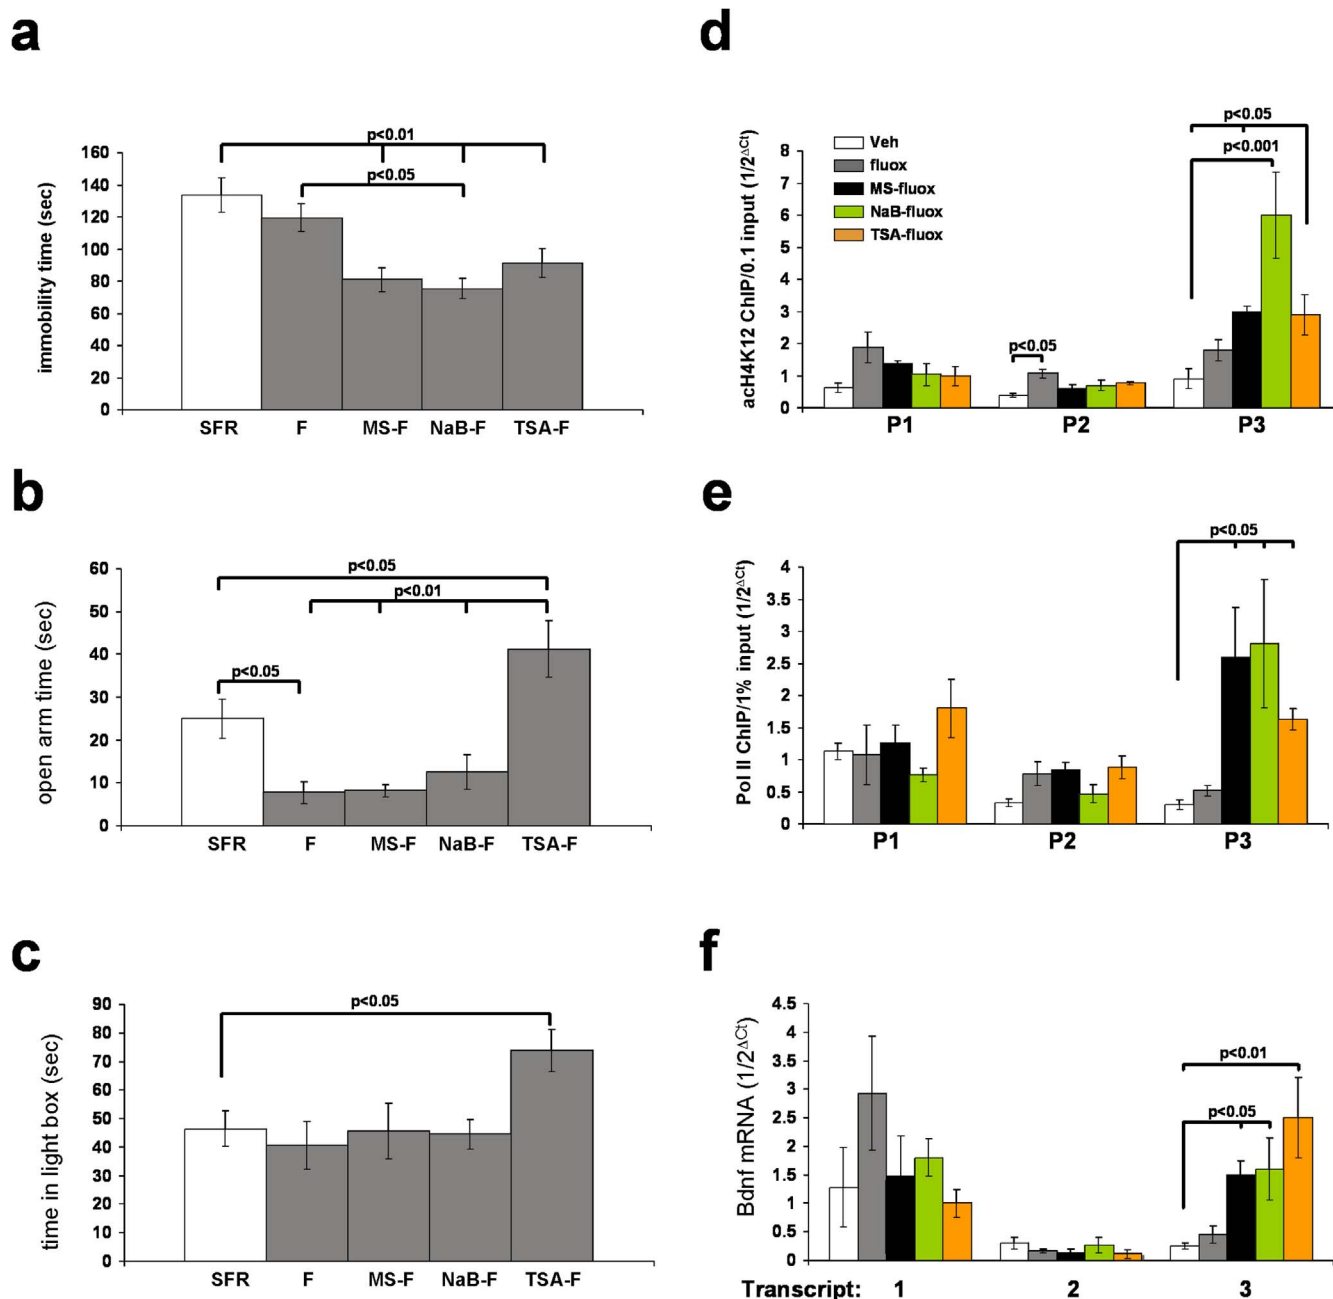 a
p<0.01
p<0.05
immobility time (sec)
160
140
120
100
80
60
40
20
0
SFR F MS-F NaB-F TSA-F
b
p<0.05
p<0.01
p<0.05
open arm time (sec)
60
50
40
30
20
10
0
SFR F MS-F NaB-F TSA-F
c
p<0.05
time in light box (sec)
90
80
70
60
50
40
30
20
10
0
SFR F MS-F NaB-F TSA-F
d
Veh
fluox
MS-fluox
NaB-fluox
TSA-fluox
p<0.05
p<0.001
p<0.05
acH4K12 ChIP/0.1 input (1/2^ΔCt)
8
7
6
5
4
3
2
1
0
P1 P2 P3
e
p<0.05
Pol II ChIP/1% input (1/2^ΔCt)
4
3.5
3
2.5
2
1.5
1
0.5
0
P1 P2 P3
f
p<0.01
p<0.05
Bdnf mRNA (1/2^ΔCt)
4.5
4
3.5
3
2.5
2
1.5
1
0.5
0
Transcript: 1 2 3